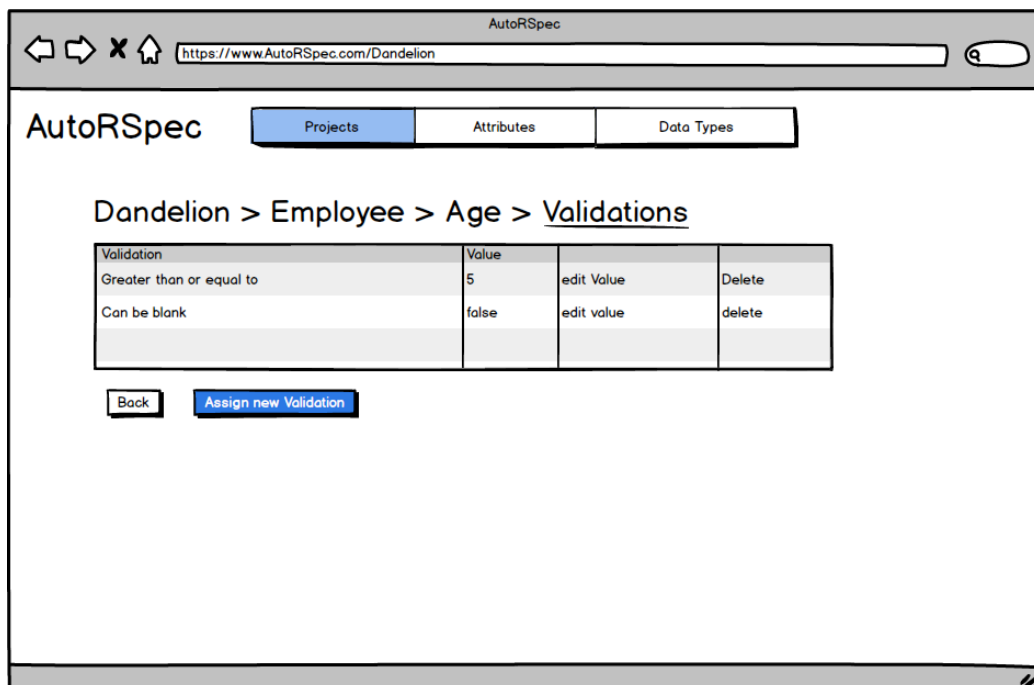 AutoRSpec
https://www.AutoRSpec.com/Dandelion
AutoRSpec Projects Attributes Data Types
Dandelion > Employee > Age > Validations
Validation Value
Greater than or equal to 5 edit Value Delete
Can be blank false edit value delete
Back Assign new Validation